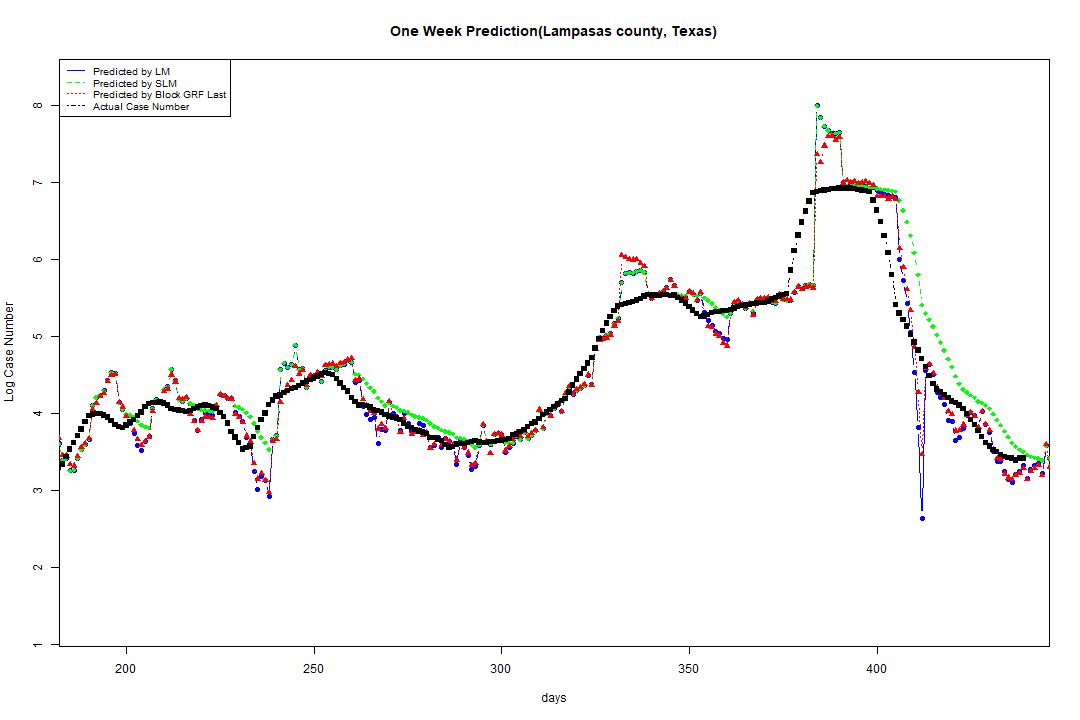 One Week Prediction(Lampasas county, Texas)
Predicted by LM
Predicted by SLM
Predicted by Block GRF Last
Actual Case Number
8
7
6
5
4
3
2
1
Log Case Number
200 250 300 350 400
days